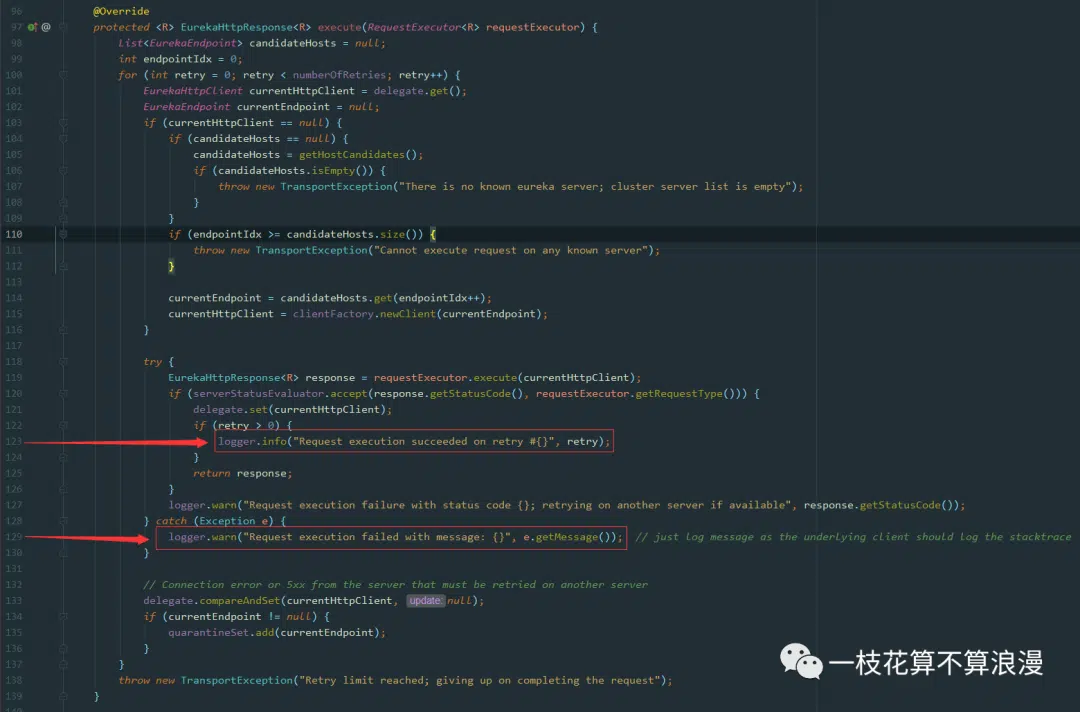 96 @Override
97 @ protected <R> EurekaHttpResponse<R> execute(RequestExecutor<R> requestExecutor) {
98 List<EurekaEndpoint> candidateHosts = null;
99 int endpointIdx = 0;
100 for (int retry = 0; retry < numberOfRetries; retry++) {
101 EurekaHttpClient currentHttpClient = delegate.get();
102 EurekaEndpoint currentEndpoint = null;
103 if (currentHttpClient == null) {
104 if (candidateHosts == null) {
105 candidateHosts = getHostCandidates();
106 if (candidateHosts.isEmpty()) {
107 throw new TransportException("There is no known eureka server; cluster server list is empty");
108 }
109 }
110 if (endpointIdx >= candidateHosts.size()) {
111 throw new TransportException("Cannot execute request on any known server");
112 }
113
114 currentEndpoint = candidateHosts.get(endpointIdx++);
115 currentHttpClient = clientFactory.newClient(currentEndpoint);
116 }
117
118 try {
119 EurekaHttpResponse<R> response = requestExecutor.execute(currentHttpClient);
120 if (serverStatusEvaluator.accept(response.getStatusCode(), requestExecutor.getRequestType())) {
121 delegate.set(currentHttpClient);
122 if (retry > 0) {
123 logger.info("Request execution succeeded on retry #{}", retry);
124 }
125 return response;
126 }
127 logger.warn("Request execution failure with status code {}; retrying on another server if available", response.getStatusCode());
128 } catch (Exception e) {
129 logger.warn("Request execution failed with message: {}", e.getMessage()); // just log message as the underlying client should log the stacktrace
130 }
131
132 // Connection error or 5xx from the server that must be retried on another server
133 delegate.compareAndSet(currentHttpClient, update: null);
134 if (currentEndpoint != null) {
135 quarantineSet.add(currentEndpoint);
136 }
137 }
138 throw new TransportException("Retry limit reached; giving up on completing the request");
139 }
一枝花算不算浪漫